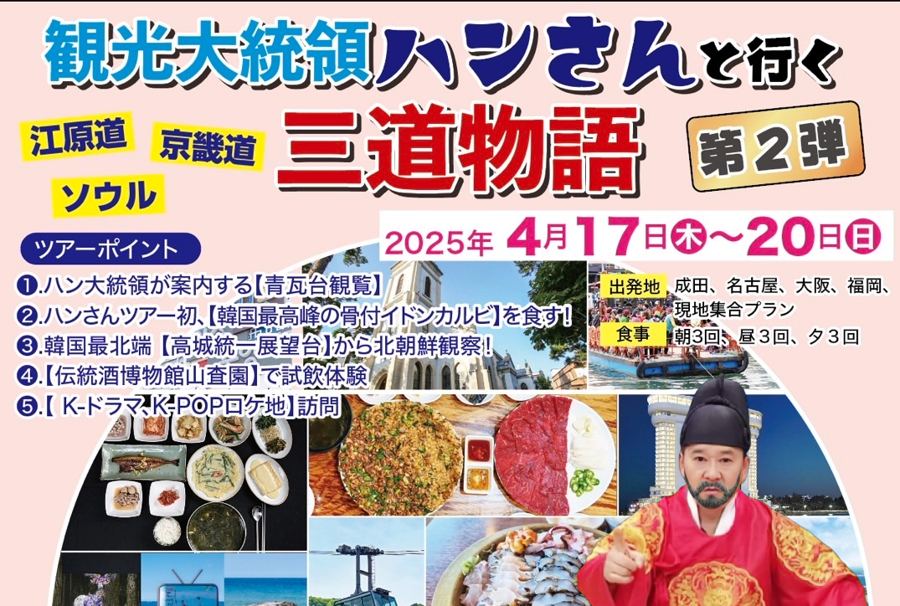 観光大統領ハンさんと行く
三道物語
江原道
京畿道
ソウル
第2弾
2025年 4月17日木〜20日日
ツアーポイント
❶.ハン大統領が案内する【青瓦台観覧】
❷.ハンさんツアー初、【韓国最高峰の骨付イドンカルビ】を食す!
❸.韓国最北端 【高城統一展望台】から北朝鮮観察!
❹.【伝統酒博物館山査園】で試飲体験
❺.【 K-ドラマ、K-POPロケ地】訪問
出発地 成田、名古屋、大阪、福岡、
現地集合プラン
食事 朝3回、昼3回、夕3回